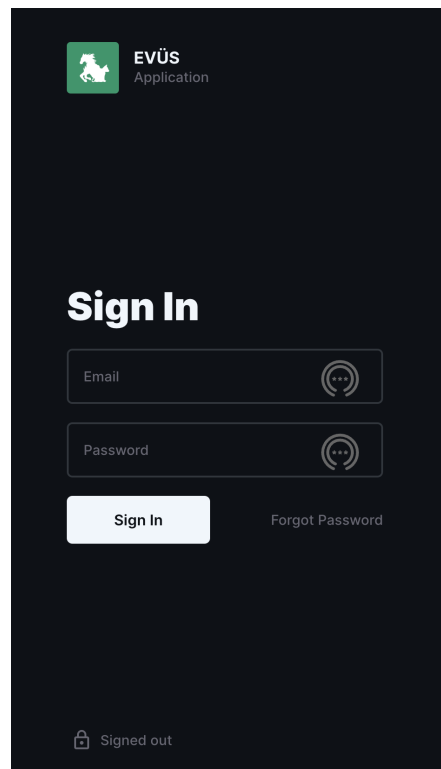 EVÜS
Application
Sign In
Email
Password
Sign In
Forgot Password
Signed out